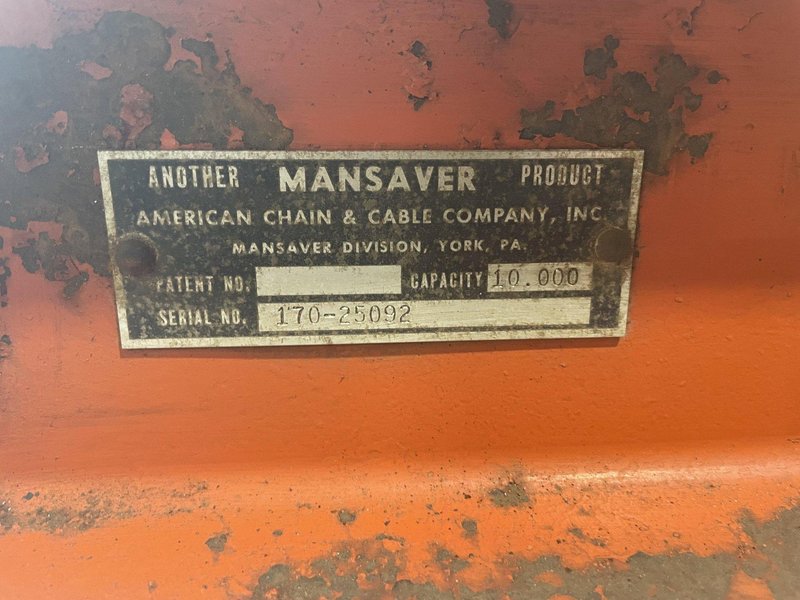 ANOTHER MANSAVER PRODUCT
AMERICAN CHAIN & CABLE COMPANY, INC.
MANSAVER DIVISION, YORK, PA.
PATENT NO. CAPACITY 10.000
SERIAL NO. 170-25092